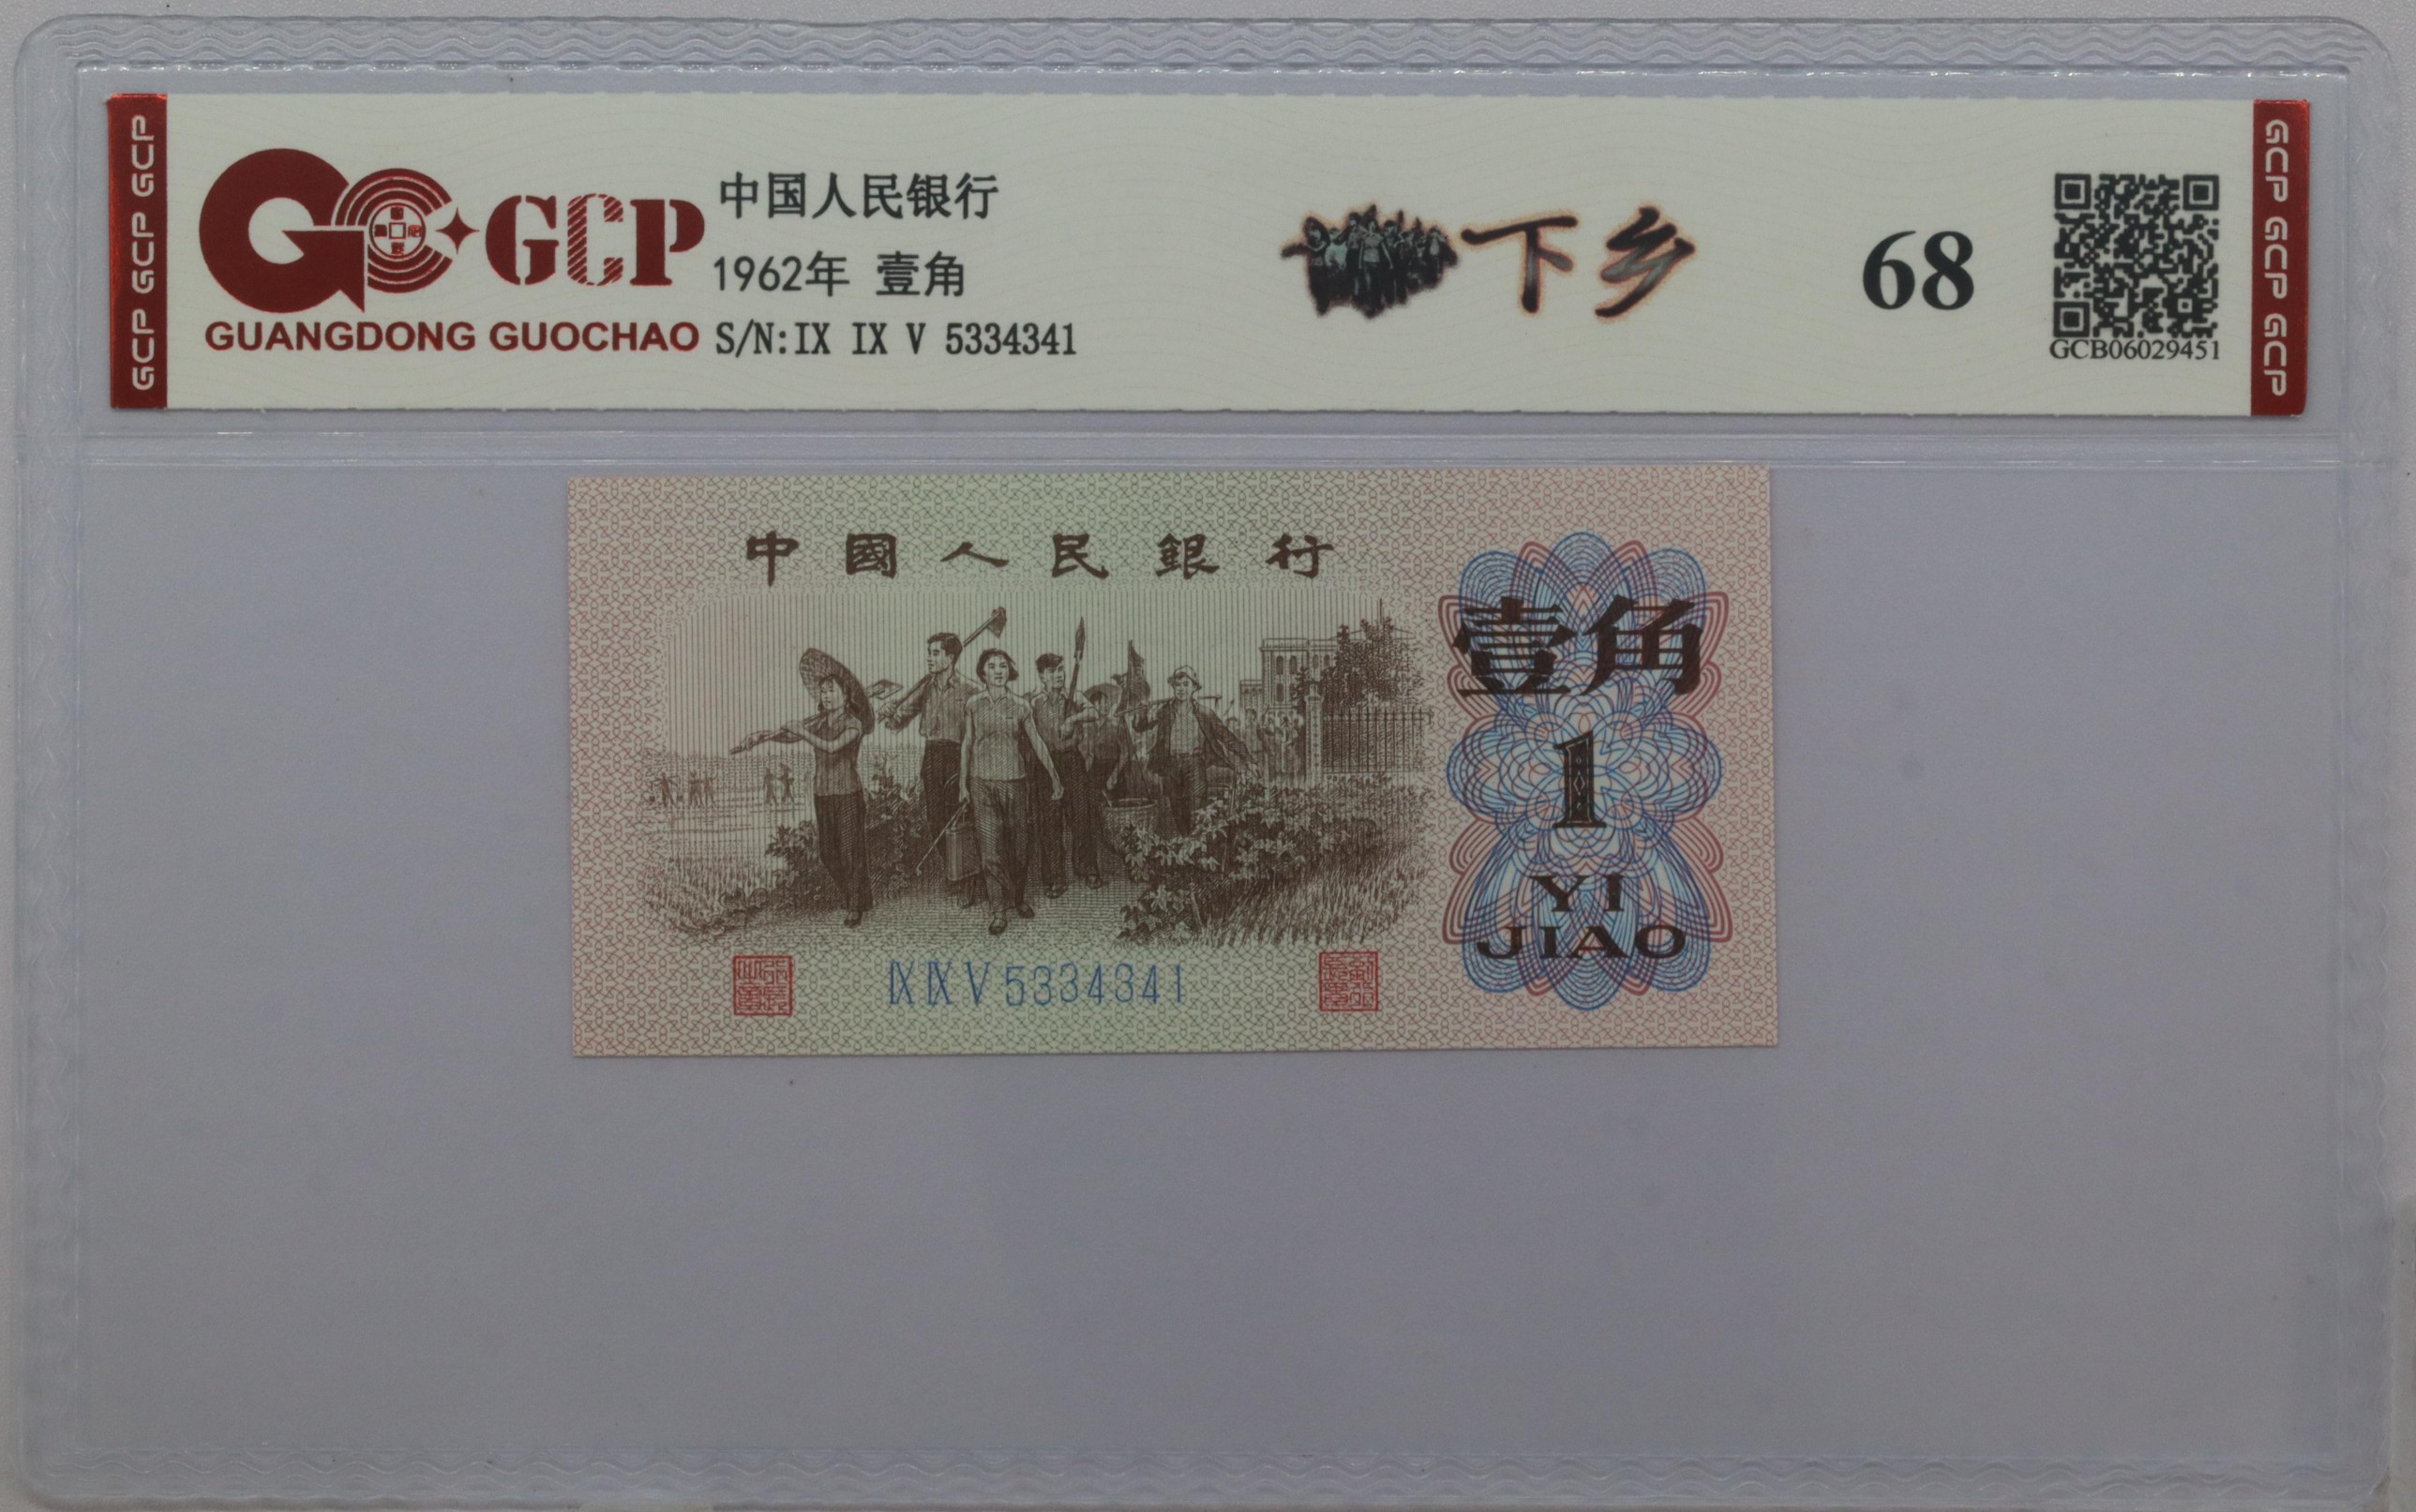 GCP GCP GCP
GCP
中国人民银行
1962年 壹角
GUANGDONG GUOCHAO
S/N:IX IX V 5334341
下乡
68
GCB06029451
GCP GCP GCP
中國人民銀行
壹角
1
YI
JIAO
IX IX V 5334341